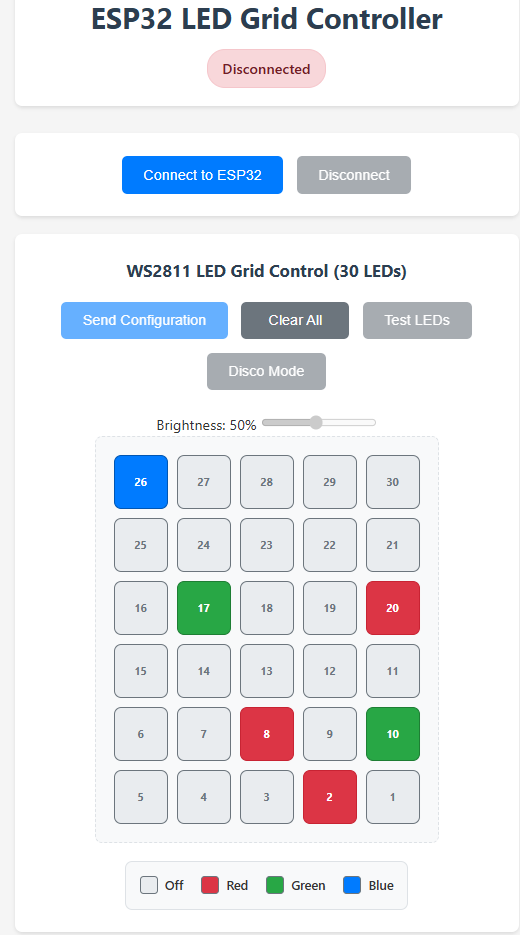 ESP32 LED Grid Controller
Disconnected
Connect to ESP32 Disconnect
WS2811 LED Grid Control (30 LEDs)
Send Configuration Clear All Test LEDs
Disco Mode
Brightness: 50%
26 27 28 29 30
25 24 23 22 21
16 17 18 19 20
15 14 13 12 11
6 7 8 9 10
5 4 3 2 1
Off Red Green Blue